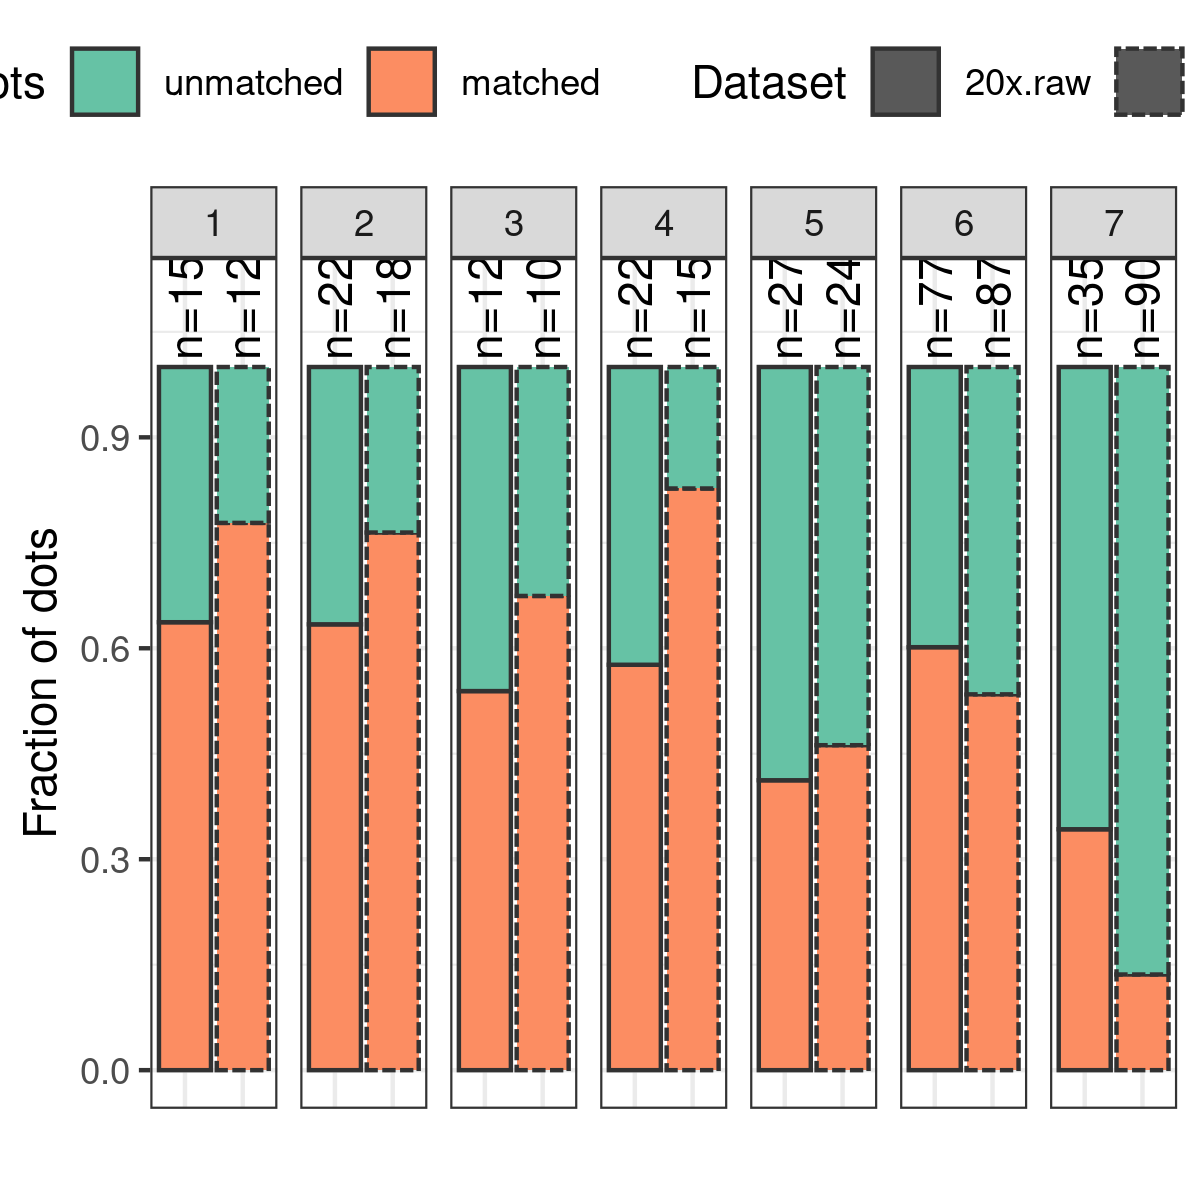 ots unmatched matched Dataset 20x.raw
1 2 3 4 5 6 7
n=15 n=12 n=22 n=18 n=12 n=10 n=22 n=15 n=27 n=24 n=77 n=87 n=35 n=90
0.9
0.6
0.3
0.0
Fraction of dots